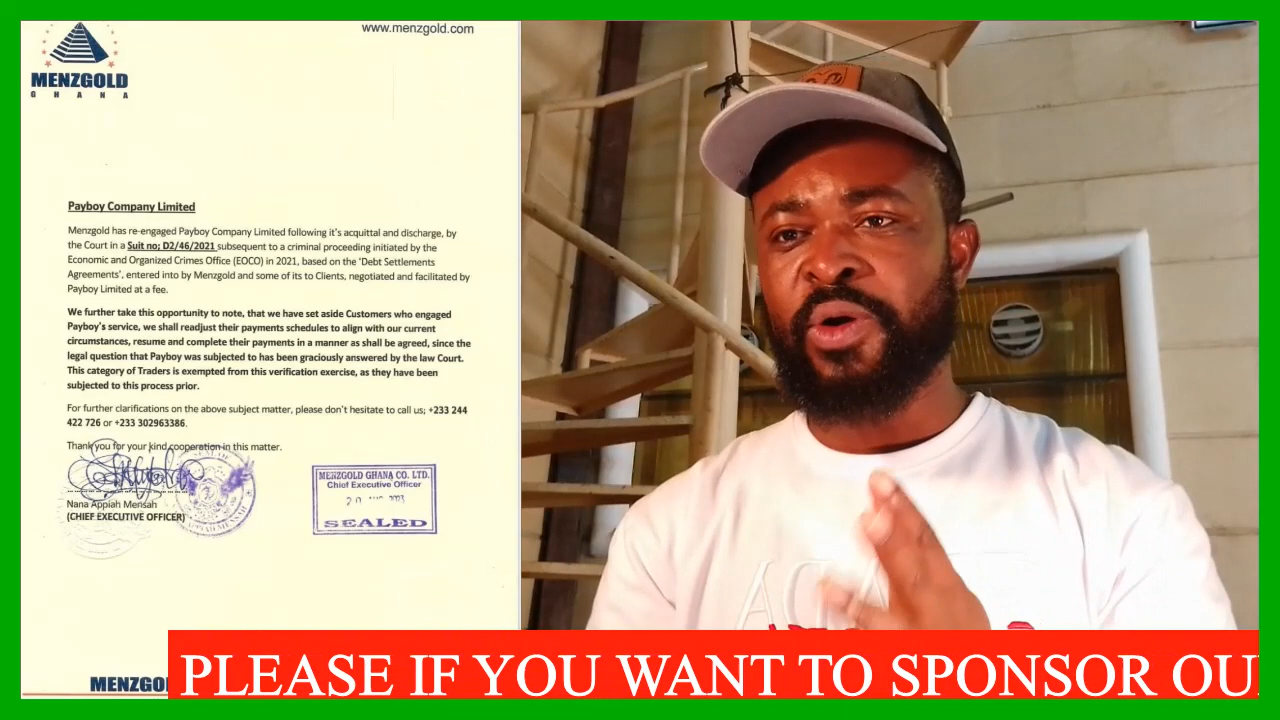 www.menzgold.com
MENZGOLD
G H A N A
Payboy Company Limited
Menzgold has re-engaged Payboy Company Limited following it's acquittal and discharge, by
the Court in a Suit no; D2/46/2021 subsequent to a criminal proceeding initiated by the
Economic and Organized Crimes Office (EOCO) in 2021, based on the 'Debt Settlements
Agreements', entered into by Menzgold and some of its to Clients, negotiated and facilitated by
Payboy Limited at a fee.
We further take this opportunity to note, that we have set aside Customers who engaged
Payboy's service, we shall readjust their payments schedules to align with our current
circumstances, resume and complete their payments in a manner as shall be agreed, since the
legal question that Payboy was subjected to has been graciously answered by the law Court.
This category of Traders is exempted from this verification exercise, as they have been
subjected to this process prior.
For further clarifications on the above subject matter, please don't hesitate to call us; +233 244
422 726 or +233 302963386.
Thank you for your kind cooperation in this matter.
Nana Appiah Mensah
(CHIEF EXECUTIVE OFFICER)
MENZGOLD GHANA CO. LTD.
Chief Executive Officer
SEALED
MENZGO
PLEASE IF YOU WANT TO SPONSOR OU